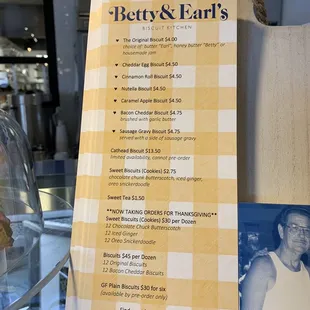 Betty & Earl's
BISCUIT KITCHEN
♥ The Original Biscuit $4.00
choice of butter "Earl", honey butter "Betty" or
housemade jam
♥ Cheddar Egg Biscuit $4.50
♥ Cinnamon Roll Biscuit $4.50
♥ Nutella Biscuit $4.50
♥ Caramel Apple Biscuit $4.50
♥ Bacon Cheddar Biscuit $4.75
brushed with garlic butter
♥ Sausage Gravy Biscuit $4.75
served with a side of sausage gravy
Cathead Biscuit $13.50
limited availability, cannot pre-order
Sweet Biscuits (Cookies) $2.75
chocolate chunk butterscotch, iced ginger,
oreo snickerdoodle
Sweet Tea $1.50
**NOW TAKING ORDERS FOR THANKSGIVING**
Sweet Biscuits (Cookies) $30 per Dozen
12 Chocolate Chunk Butterscotch
12 Iced Ginger
12 Oreo Snickerdoodle
Biscuits $45 per Dozen
12 Original Biscuits
12 Bacon Cheddar Biscuits
GF Plain Biscuits $30 for six
(available by pre-order only)